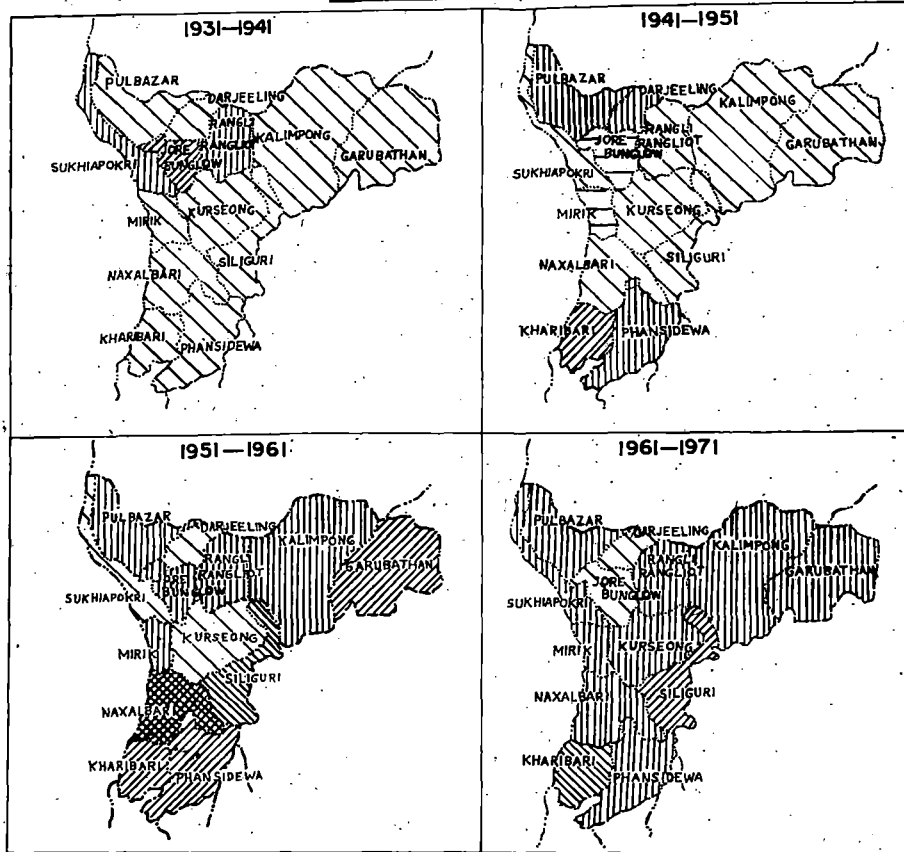 1931—1941
PULBAZAR
DARJEELING
RANGLI
RANGLIOT
KALIMPONG
JORE
BUNGLOW
GARUBATHAN
SUKHIAPOKRI
MIRIK
KURSEONG
SILIGURI
NAXALBARI
KHARIBARI
PHANSIDEWA
1941—1951
PULBAZAR
DARJEELING
KALIMPONG
RANGLI
RANGLIOT
JORE
BUNGLOW
GARUBATHAN
SUKHIAPOKRI
MIRIK
KURSEONG
SILIGURI
NAXALBARI
KHARIBARI
PHANSIDEWA
1951—1961
PULBAZAR
DARJEELING
KALIMPONG
RANGLI
RANGLIOT
JORE
BUNGLOW
GARUBATHAN
SUKHIAPOKRI
KURSEONG
MIRIK
SILIGURI
NAXALBARI
KHARIBARI
PHANSIDEWA
1961—1971
PULBAZAR
DARJEELING
KALIMPONG
RANGLI
RANGLIOT
JORE
BUNGLOW
GARUBATHAN
SUKHIAPOKRI
MIRIK
KURSEONG
SILIGURI
NAXALBARI
KHARIBARI
PHANSIDEWA